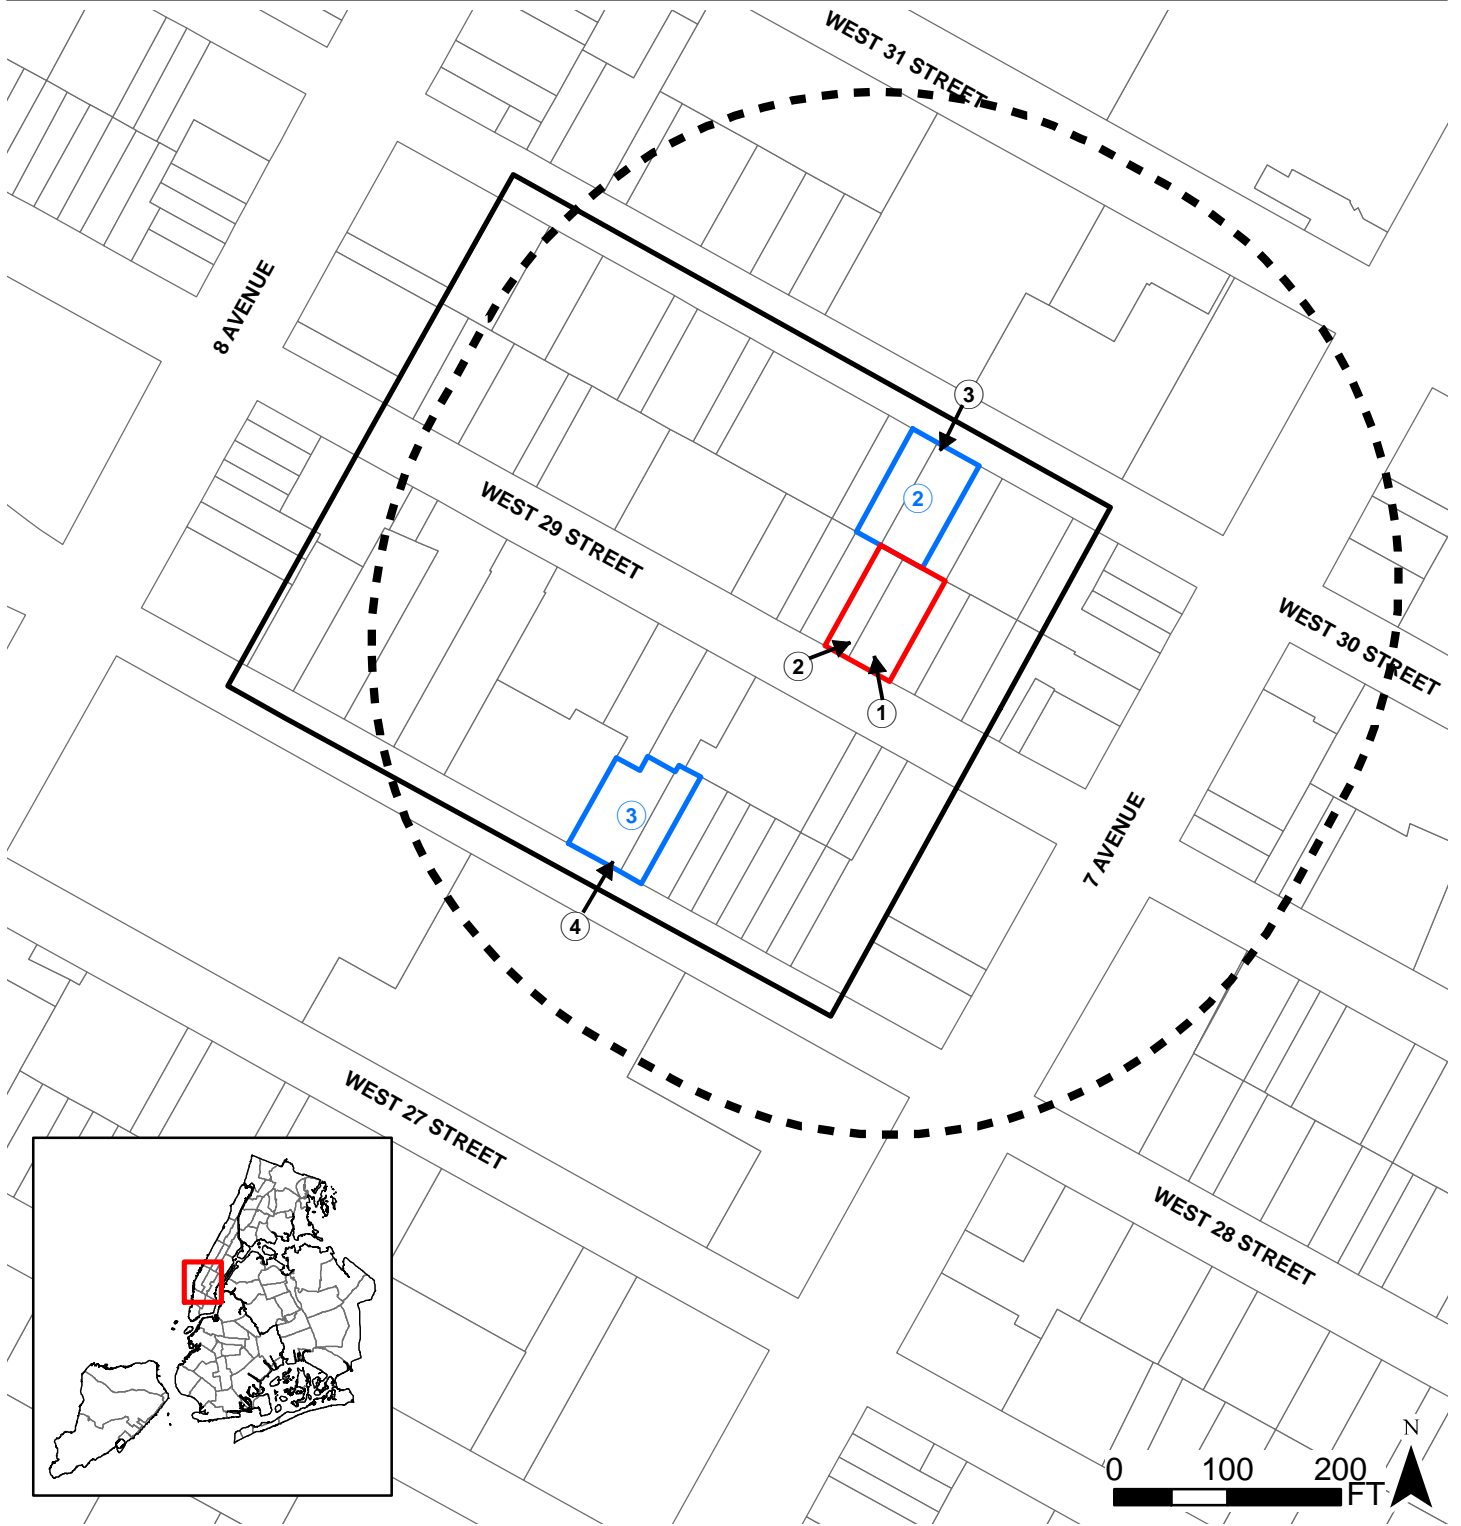 WEST 31 STREET
8 AVENUE
3
2
WEST 29 STREET
WEST 30 STREET
2
1
3
7 AVENUE
4
WEST 27 STREET
WEST 28 STREET
N
0 100 200
FT